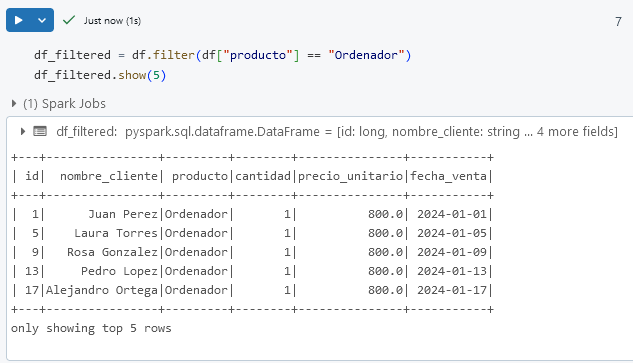 Just now (1s)
7
df_filtered = df.filter(df["producto"] == "Ordenador")
df_filtered.show(5)
(1) Spark Jobs
df_filtered: pyspark.sql.dataframe.DataFrame = [id: long, nombre_cliente: string ... 4 more fields]
+---+----------------+---------+--------+---------------+-----------+
| id|  nombre_cliente| producto|cantidad|precio_unitario|fecha_venta|
+---+----------------+---------+--------+---------------+-----------+
|  1|      Juan Perez|Ordenador|       1|          800.0| 2024-01-01|
|  5|    Laura Torres|Ordenador|       1|          800.0| 2024-01-05|
|  9|   Rosa Gonzalez|Ordenador|       1|          800.0| 2024-01-09|
| 13|     Pedro Lopez|Ordenador|       1|          800.0| 2024-01-13|
| 17|Alejandro Ortega|Ordenador|       1|          800.0| 2024-01-17|
+---+----------------+---------+--------+---------------+-----------+
only showing top 5 rows